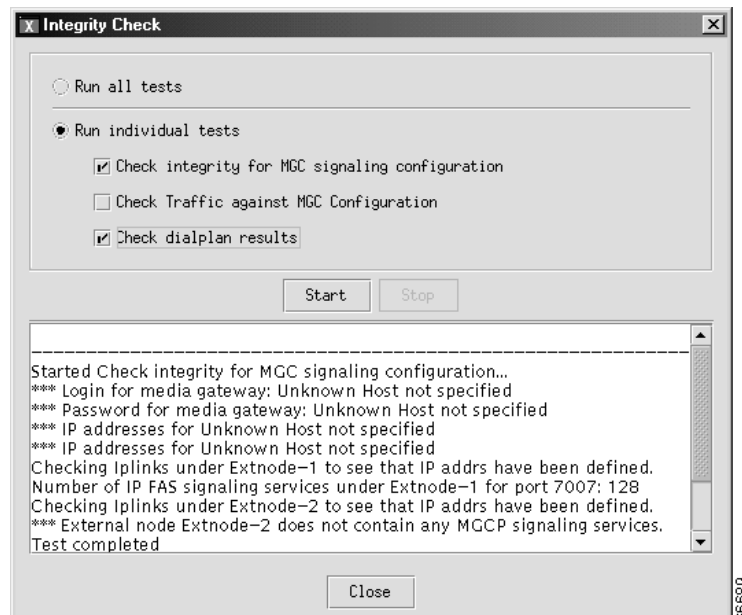 X Integrity Check
Run all tests
Run individual tests
Check integrity for MGC signaling configuration
Check Traffic against MGC Configuration
Check dialplan results
Start Stop
Started Check integrity for MGC signaling configuration...
*** Login for media gateway: Unknown Host not specified
*** Password for media gateway: Unknown Host not specified
*** IP addresses for Unknown Host not specified
*** IP addresses for Unknown Host not specified
Checking Iplinks under Extnode-1 to see that IP addrs have been defined.
Number of IP FAS signaling services under Extnode-1 for port 7007: 128
Checking Iplinks under Extnode-2 to see that IP addrs have been defined.
*** External node Extnode-2 does not contain any MGCP signaling services.
Test completed
Close